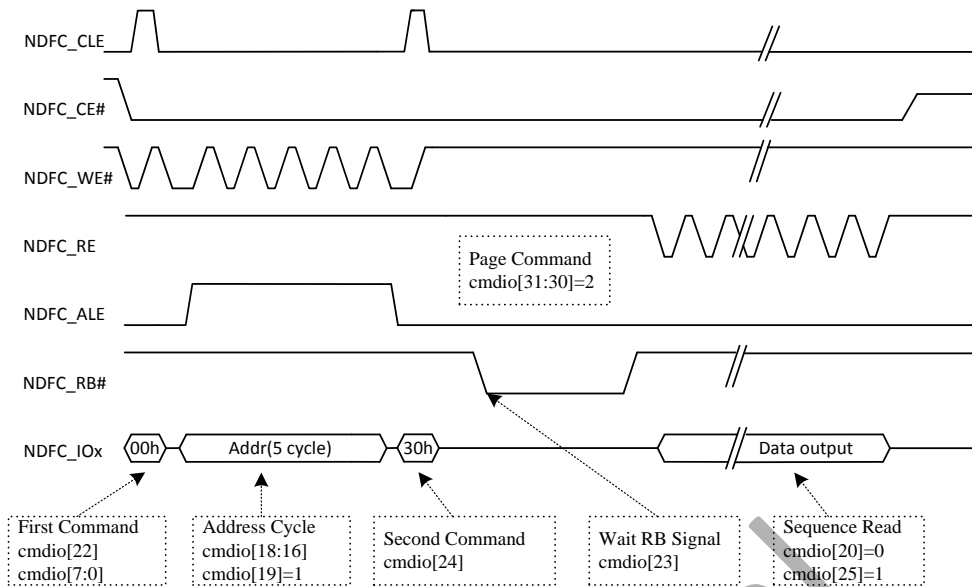 NDFC_CLE
NDFC_CE#
NDFC_WE#
NDFC_RE
Page Command
cmdio[31:30]=2
NDFC_ALE
NDFC_RB#
NDFC_IOx
00h
Addr(5 cycle)
30h
Data output
First Command
cmdio[22]
cmdio[7:0]
Address Cycle
cmdio[18:16]
cmdio[19]=1
Second Command
cmdio[24]
Wait RB Signal
cmdio[23]
Sequence Read
cmdio[20]=0
cmdio[25]=1